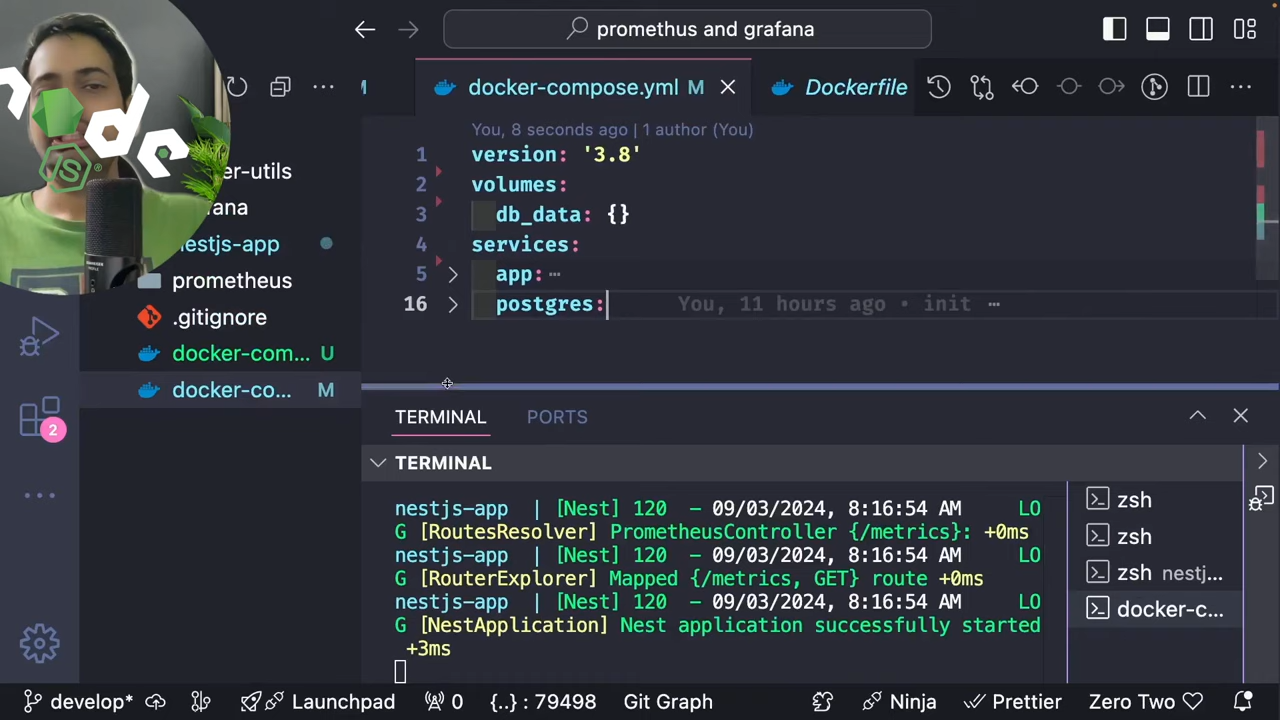 promethus and grafana
docker-compose.yml M
Dockerfile
You, 8 seconds ago | 1 author (You)
1 version: '3.8'
2 volumes:
3 db_data: {}
4 services:
5 app: ⋯
16 postgres: You, 11 hours ago • init ⋯
er-utils
nestjs-app
prometheus
.gitignore
docker-com... U
docker-co... M
2
TERMINAL PORTS
TERMINAL
nestjs-app | [Nest] 120 - 09/03/2024, 8:16:54 AM LO
G [RoutesResolver] PrometheusController {/metrics}: +0ms
nestjs-app | [Nest] 120 - 09/03/2024, 8:16:54 AM LO
G [RouterExplorer] Mapped {/metrics, GET} route +0ms
nestjs-app | [Nest] 120 - 09/03/2024, 8:16:54 AM LO
G [NestApplication] Nest application successfully started
+3ms
zsh
zsh
zsh nestj...
docker-c...
develop* Launchpad 0 {..} : 79498 Git Graph Ninja Prettier Zero Two